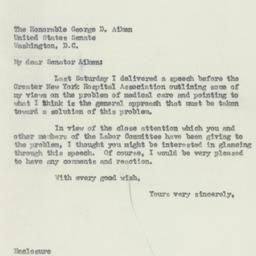 The Honorable George D. Aiken
United States Senate
Washington, D.C.
My dear Senator Aiken:
Last Saturday I delivered a speech before the
Greater New York Hospital Association outlining some of
my views on the problem of medical care and pointing to
what I think is the general approach that must be taken
toward a solution of this problem.
In view of the close attention which you and
other members of the Labor Committee have been giving to
the problem, I thought you might be interested in glancing
through this speech. Of course, I would be very pleased
to have any comments and reaction.
With every good wish,
Yours very sincerely,
Enclosure